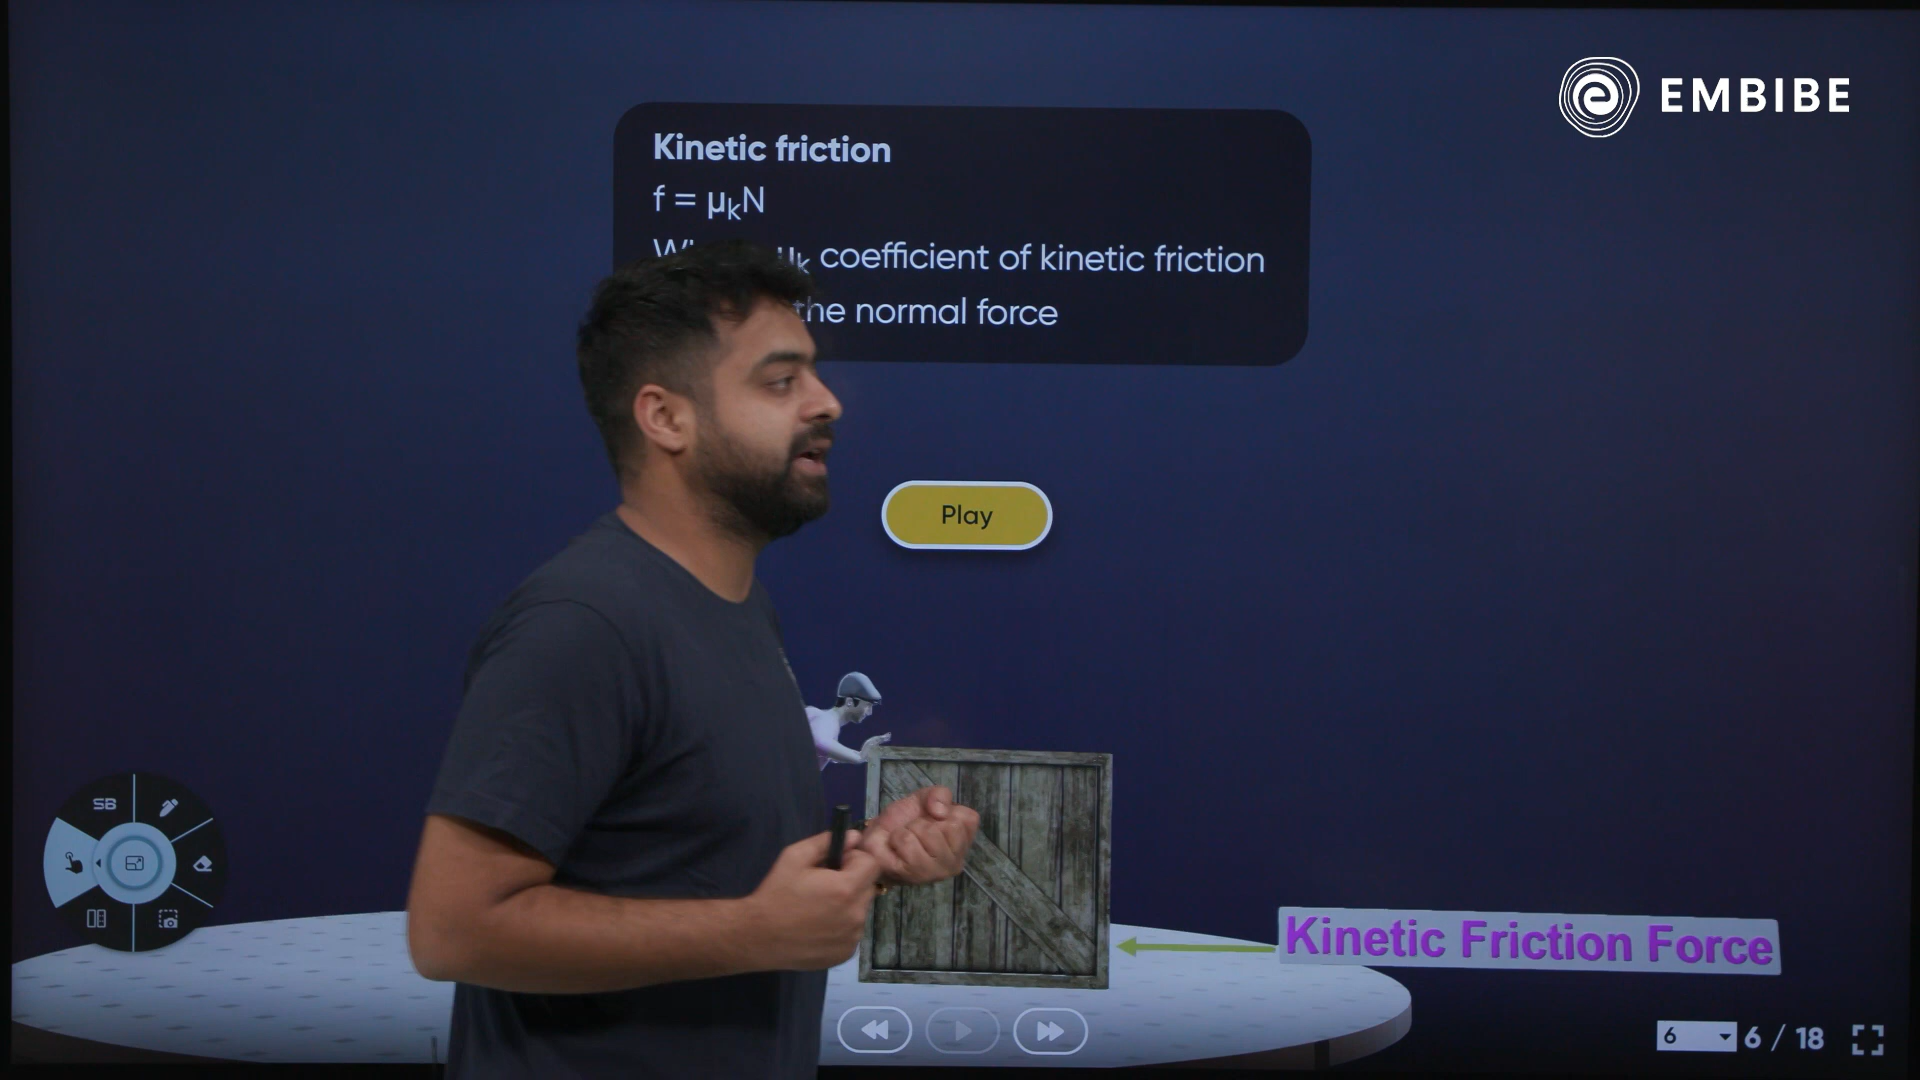 EMBIBE
Kinetic friction
f = μₖN
μₖ coefficient of kinetic friction
the normal force
Play
SB
Kinetic Friction Force
6 6 / 18